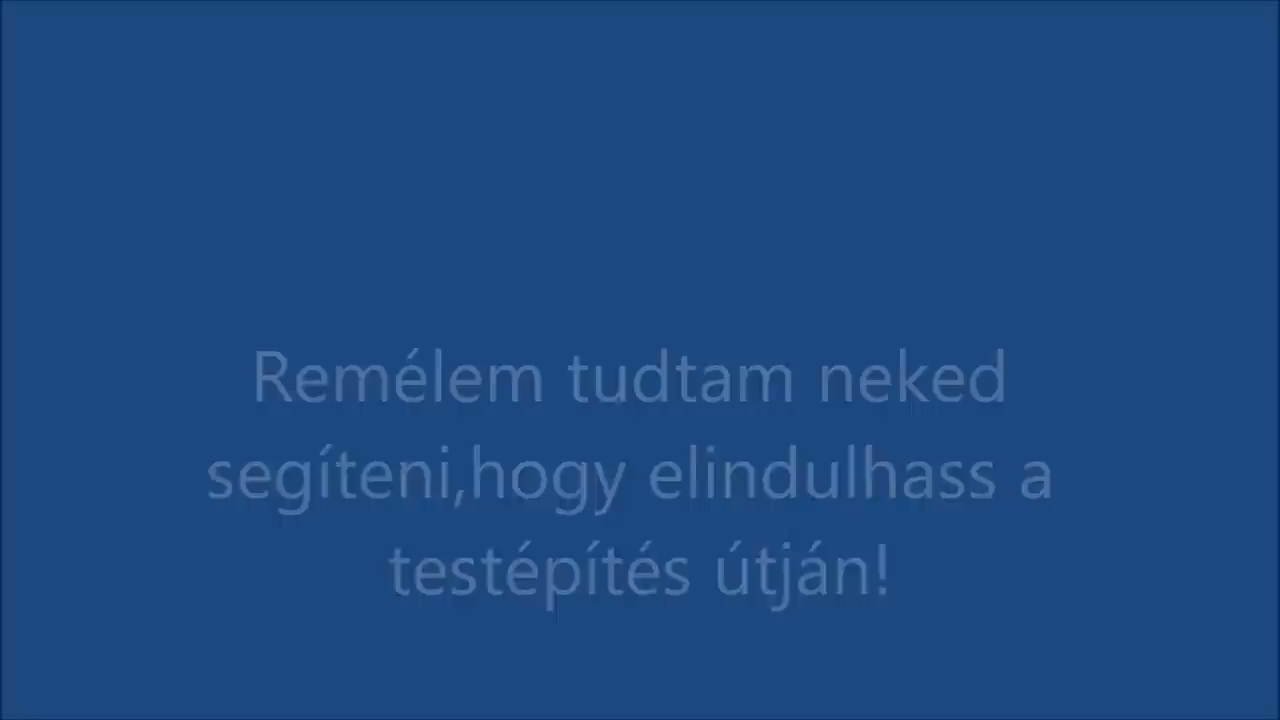 Remélem tudtam neked
segíteni,hogy elindulhass a
testépítés útján!